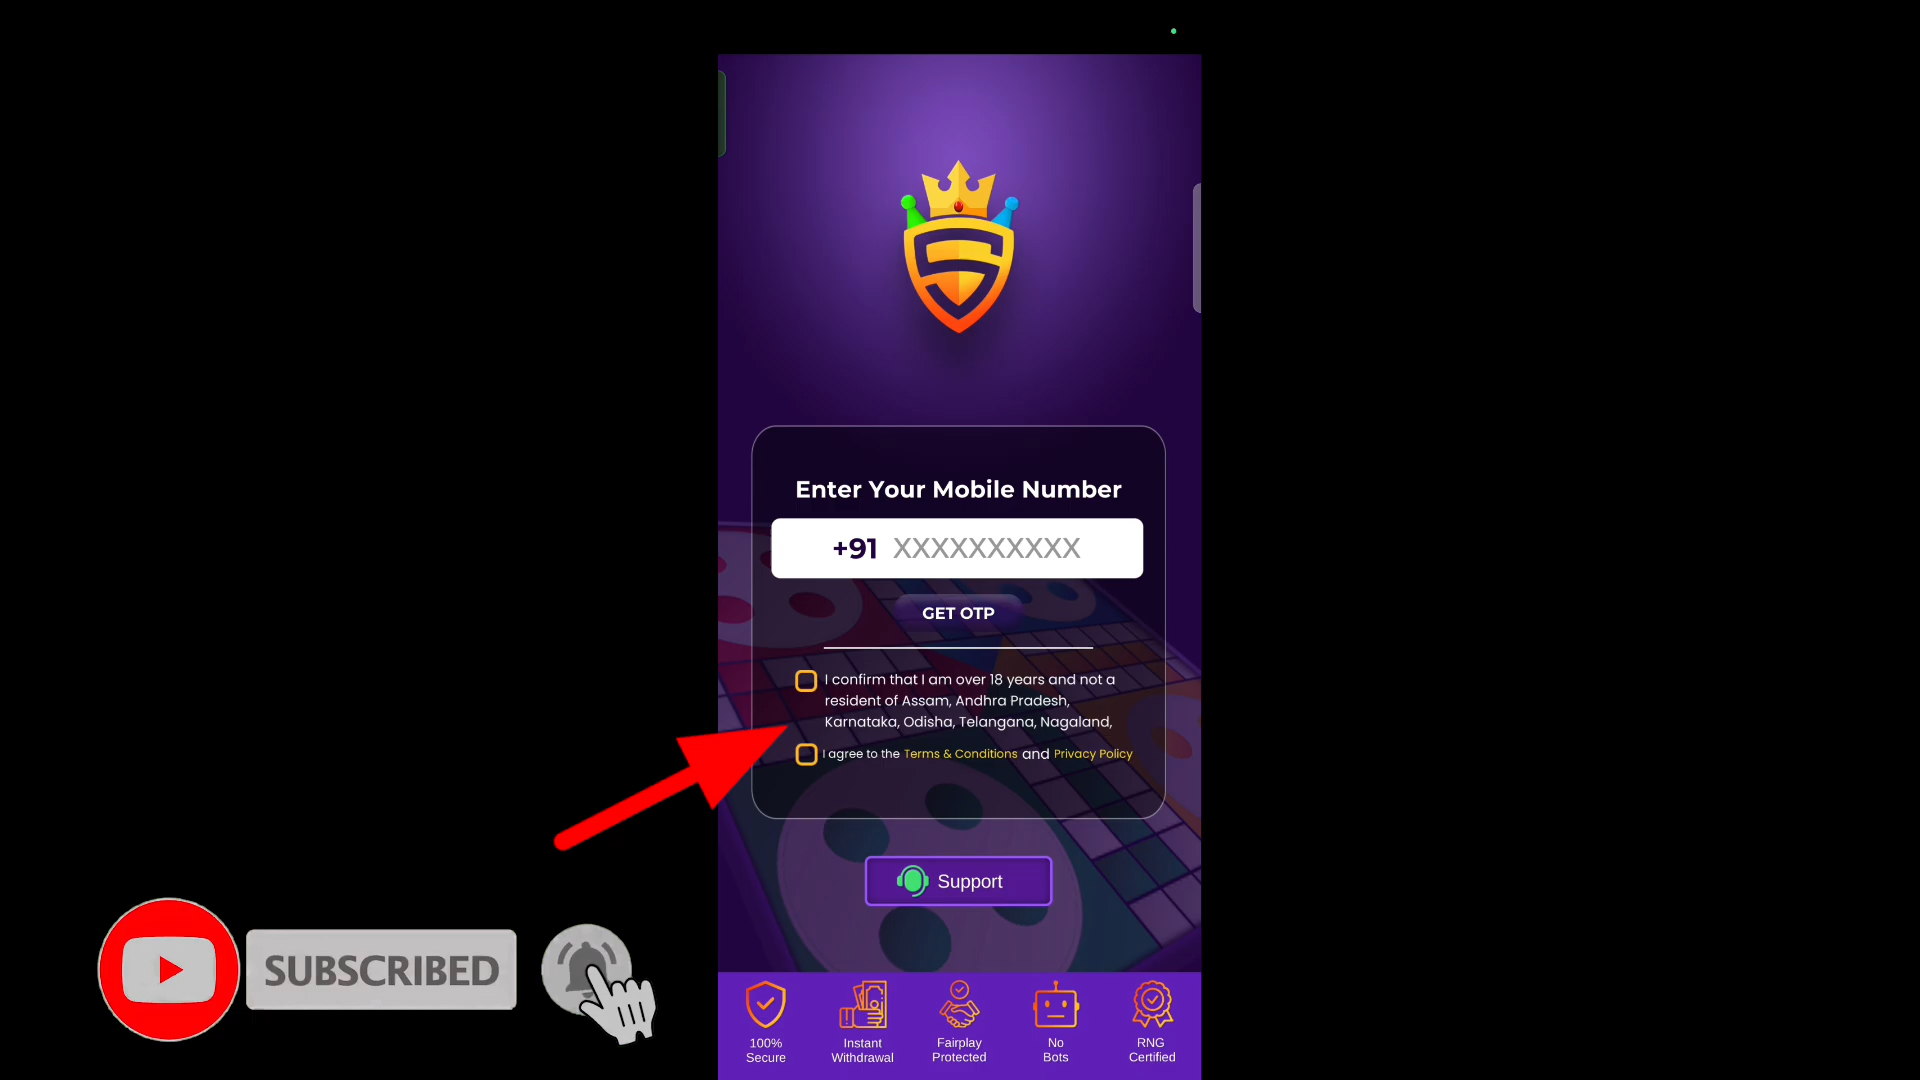 Enter Your Mobile Number
+91 XXXXXXXXXX
GET OTP
I confirm that I am over 18 years and not a
resident of Assam, Andhra Pradesh,
Karnataka, Odisha, Telangana, Nagaland,
I agree to the Terms & Conditions and Privacy Policy
Support
SUBSCRIBED
100%
Secure
Instant
Withdrawal
Fairplay
Protected
No
Bots
RNG
Certified